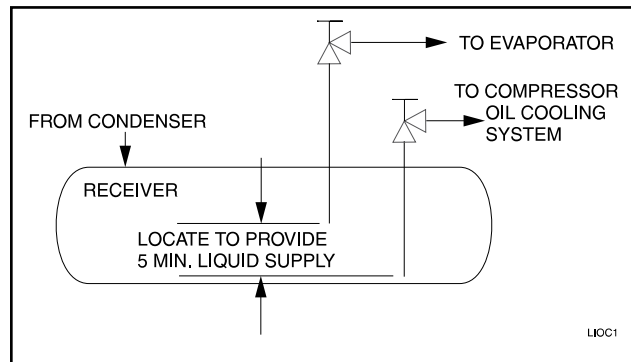 TO EVAPORATOR
TO COMPRESSOR
OIL COOLING
SYSTEM
FROM CONDENSER
RECEIVER
LOCATE TO PROVIDE
5 MIN. LIQUID SUPPLY
LIOC1